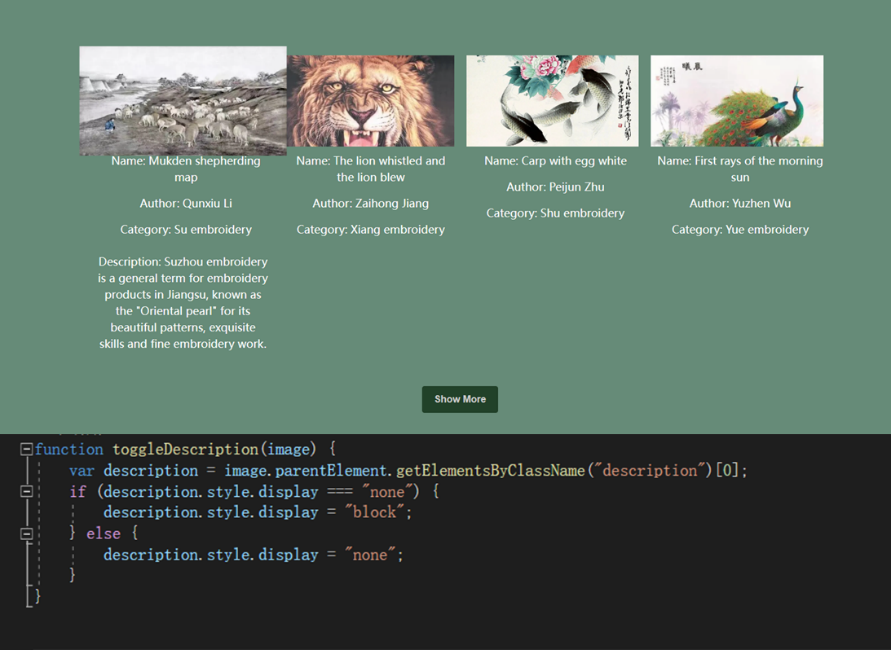 晨曦
Name: Mukden shepherding
map
Author: Qunxiu Li
Category: Su embroidery
Description: Suzhou embroidery
is a general term for embroidery
products in Jiangsu, known as
the "Oriental pearl" for its
beautiful patterns, exquisite
skills and fine embroidery work.
Name: The lion whistled and
the lion blew
Author: Zaihong Jiang
Category: Xiang embroidery
Name: Carp with egg white
Author: Peijun Zhu
Category: Shu embroidery
Name: First rays of the morning
sun
Author: Yuzhen Wu
Category: Yue embroidery
Show More
function toggleDescription(image) {
var description = image.parentElement.getElementsByClassName("description")[0];
if (description.style.display === "none") {
description.style.display = "block";
} else {
description.style.display = "none";
}
}